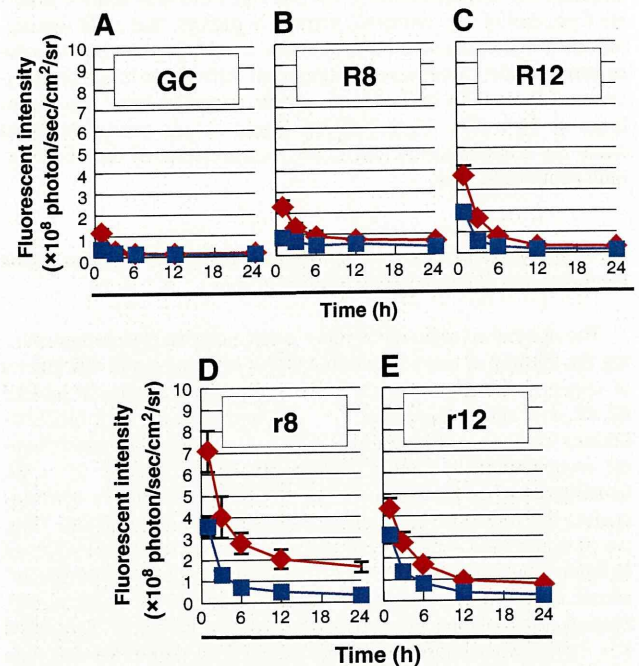 A
B
C
GC
R8
R12
Fluorescent intensity
(×10⁸ photon/sec/cm²/sr)
10
9
8
7
6
5
4
3
2
1
0
0 6 12 18 24
0 6 12 18 24
0 6 12 18 24
Time (h)
D
E
r8
r12
Fluorescent intensity
(×10⁸ photon/sec/cm²/sr)
10
9
8
7
6
5
4
3
2
1
0
0 6 12 18 24
0 6 12 18 24
Time (h)